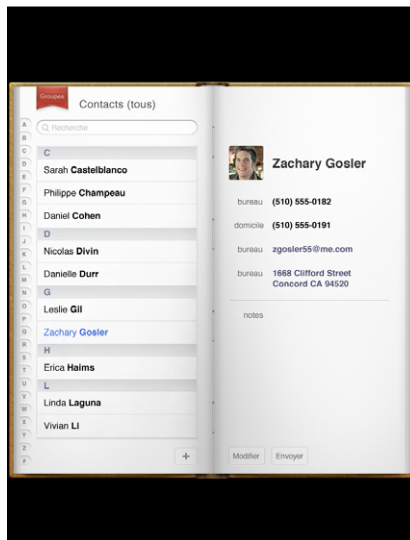 Groupes
Contacts (tous)
Recherche
A
B
C
D
E
F
G
H
I
J
K
L
M
N
O
P
Q
R
S
T
U
V
W
X
Y
Z
#
C
Sarah Castelblanco
Philippe Champeau
Daniel Cohen
D
Nicolas Divin
Danielle Durr
G
Leslie Gil
Zachary Gosler
H
Erica Haims
L
Linda Laguna
Vivian Li
+
Zachary Gosler
bureau (510) 555-0182
domicile (510) 555-0191
bureau zgosler55@me.com
bureau 1668 Clifford Street
Concord CA 94520
notes
Modifier Envoyer